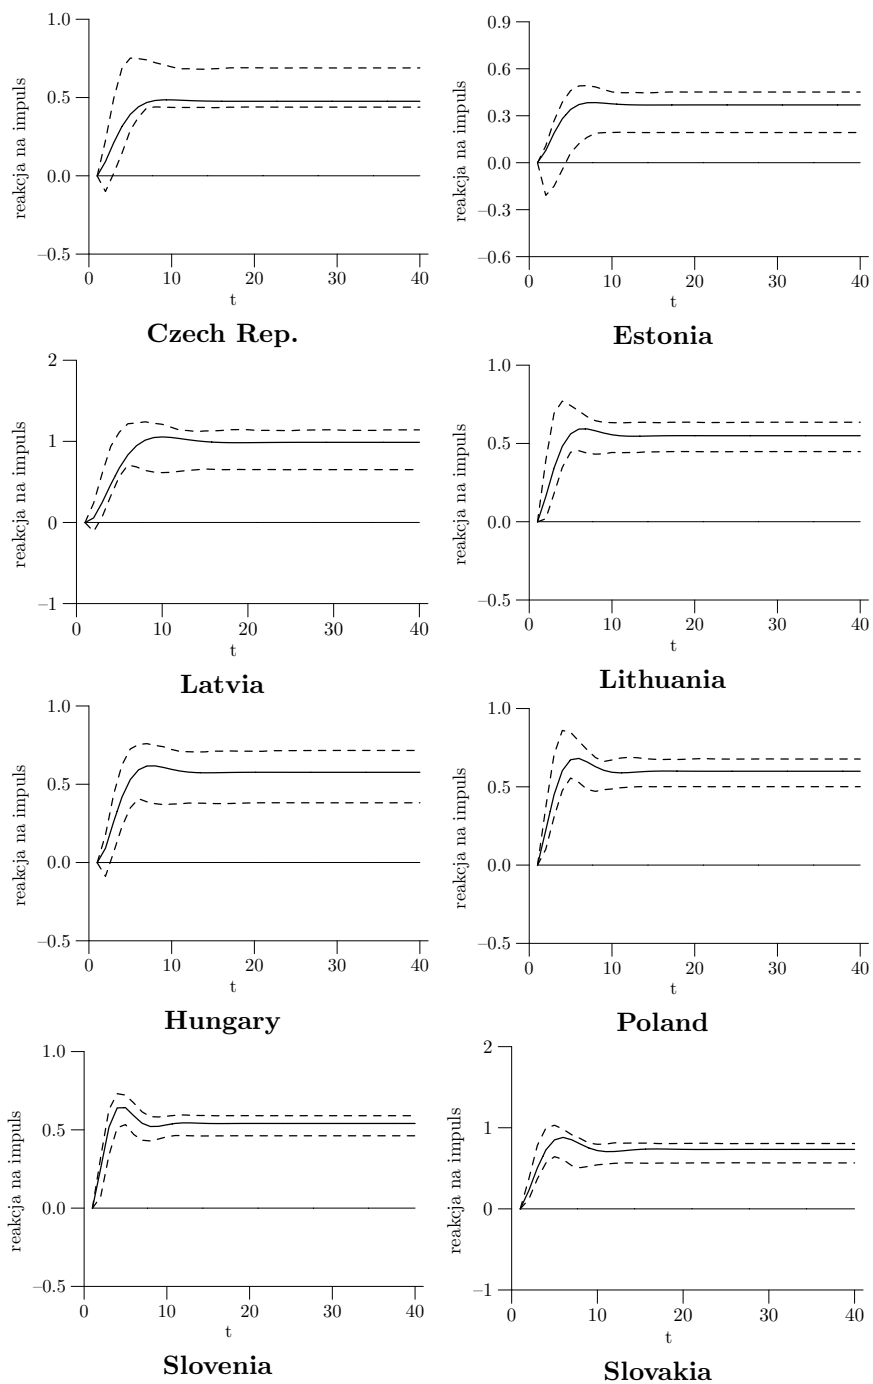 1.0
0.5
0.0
–0.5
reakcja na impuls
0 10 20 30 40
t
Czech Rep.
0.9
0.6
0.3
0.0
–0.3
–0.6
reakcja na impuls
0 10 20 30 40
t
Estonia
2
1
0
–1
reakcja na impuls
0 10 20 30 40
t
Latvia
1.0
0.5
0.0
–0.5
reakcja na impuls
0 10 20 30 40
t
Lithuania
1.0
0.5
0.0
–0.5
reakcja na impuls
0 10 20 30 40
t
Hungary
1.0
0.5
0.0
–0.5
reakcja na impuls
0 10 20 30 40
t
Poland
1.0
0.5
0.0
–0.5
reakcja na impuls
0 10 20 30 40
t
Slovenia
2
1
0
–1
reakcja na impuls
0 10 20 30 40
t
Slovakia